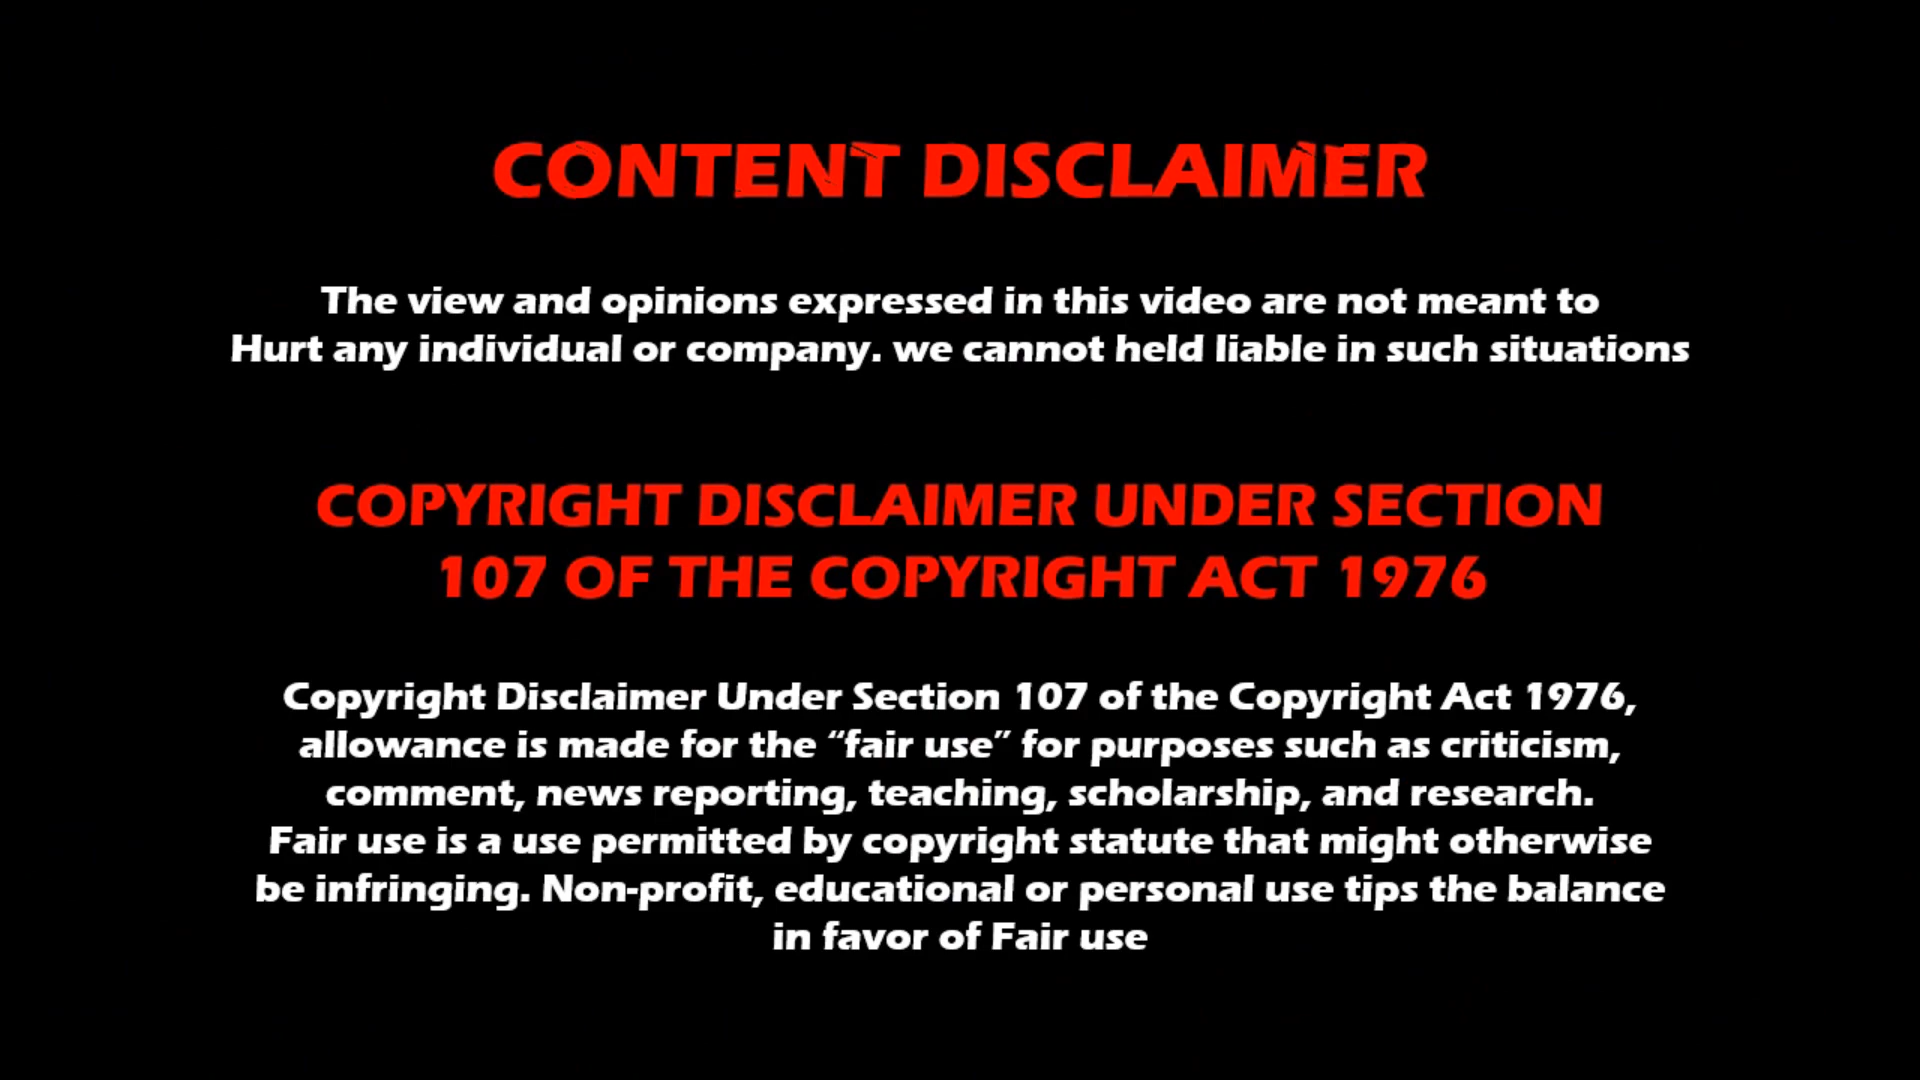 CONTENT DISCLAIMER
The view and opinions expressed in this video are not meant to
Hurt any individual or company. we cannot held liable in such situations
COPYRIGHT DISCLAIMER UNDER SECTION
107 OF THE COPYRIGHT ACT 1976
Copyright Disclaimer Under Section 107 of the Copyright Act 1976,
allowance is made for the “fair use” for purposes such as criticism,
comment, news reporting, teaching, scholarship, and research.
Fair use is a use permitted by copyright statute that might otherwise
be infringing. Non-profit, educational or personal use tips the balance
in favor of Fair use